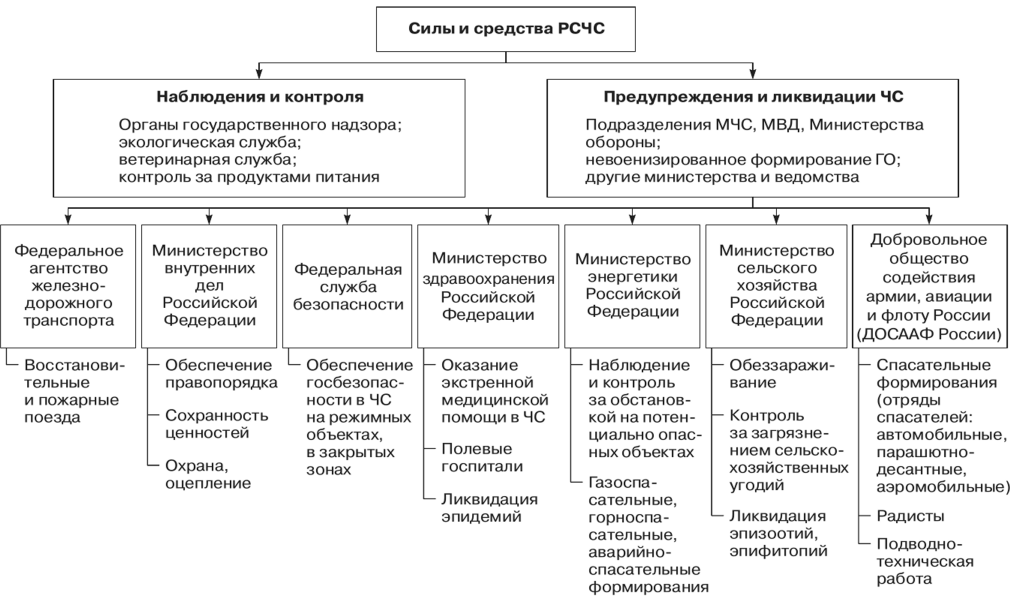 Силы и средства РСЧС
Наблюдения и контроля
Органы государственного надзора;
экологическая служба;
ветеринарная служба;
контроль за продуктами питания
Предупреждения и ликвидации ЧС
Подразделения МЧС, МВД, Министерства
обороны;
невоенизированное формирование ГО;
другие министерства и ведомства
Федеральное
агентство
железно-
дорожного
транспорта
Восстанови-
тельные
и пожарные
поезда
Министерство
внутренних
дел
Российской
Федерации
Обеспечение
правопорядка
Сохранность
ценностей
Охрана,
оцепление
Федеральная
служба
безопасности
Обеспечение
госбезопас-
ности в ЧС
на режимных
объектах,
в закрытых
зонах
Министерство
здравоохранения
Российской
Федерации
Оказание
экстренной
медицинской
помощи в ЧС
Полевые
госпитали
Ликвидация
эпидемий
Министерство
энергетики
Российской
Федерации
Наблюдение
и контроль
за обстанов-
кой на потен-
циально опас-
ных объектах
Газоспа-
сательные,
горноспа-
сательные,
аварийно-
спасательные
формирования
Министерство
сельского
хозяйства
Российской
Федерации
Обеззаражи-
вание
Контроль
за загрязне-
нием сельско-
хозяйственных
угодий
Ликвидация
эпизоотий,
эпифитопий
Добровольное
общество
содействия
армии, авиации
и флоту России
(ДОСААФ России)
Спасательные
формирования
(отряды
спасателей:
автомобильные,
парашютно-
десантные,
аэромобильные)
Радисты
Подводно-
техническая
работа